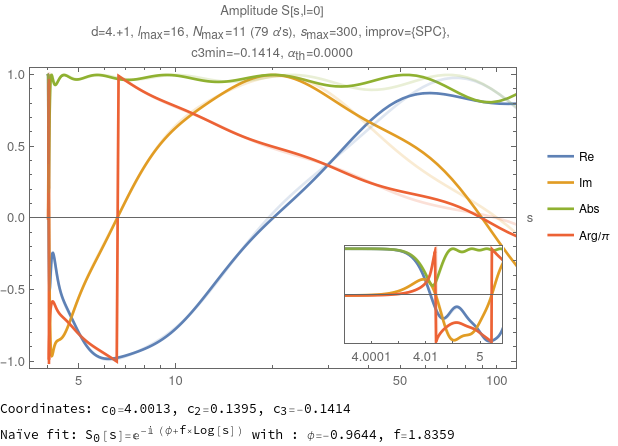 Amplitude S[s,l=0]
d=4.+1, lmax=16, Nmax=11 (79 α's), smax=300, improv={SPC},
c3min=-0.1414, αth=0.0000
1.0
0.5
0.0
-0.5
-1.0
5
10
50
100
s
Re
Im
Abs
Arg/π
4.0001
4.01
5
Coordinates: c0=4.0013, c2=0.1395, c3=-0.1414
Naïve fit: S0[s]=e^-i (ϕ+f×Log[s]) with : ϕ=-0.9644, f=1.8359